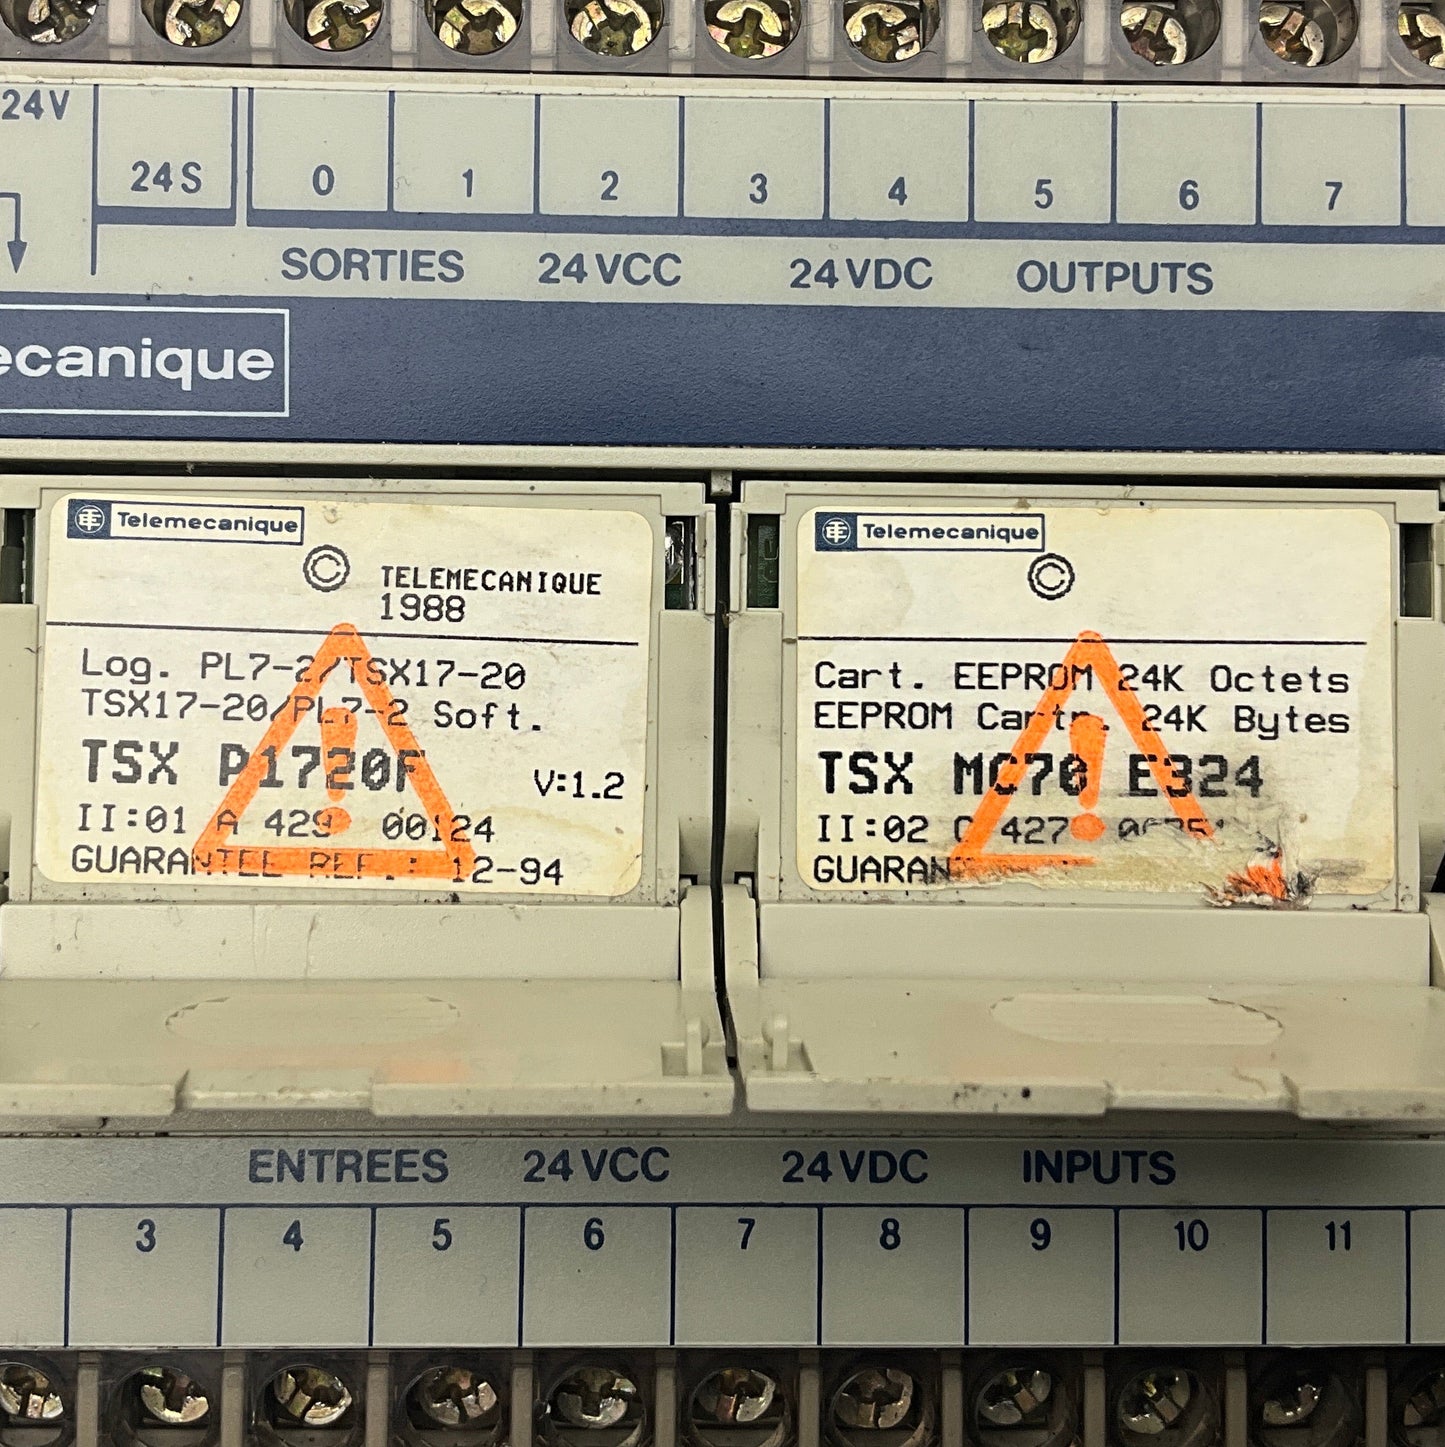 24V
24S 0 1 2 3 4 5 6 7
SORTIES 24VCC 24VDC OUTPUTS
ecanique
Telemecanique
©
TELEMECANIQUE
1988
Log. PL7-2/TSX17-20
TSX17-20/PL7-2 Soft.
TSX P1720F V:1.2
II:01 A 429 00124
GUARANTEE REF.: 12-94
Telemecanique
©
Cart. EEPROM 24K Octets
EEPROM Cartr. 24K Bytes
TSX MC70 E324
II:02 427
GUARAN
ENTREES 24VCC 24VDC INPUTS
3 4 5 6 7 8 9 10 11